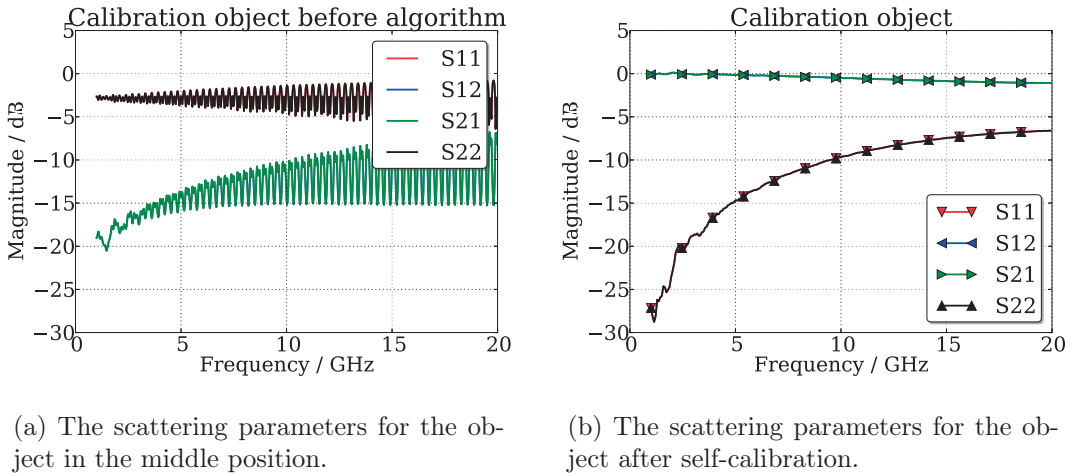 Calibration object before algorithm
5
0
−5
−10
−15
−20
−25
−30
Magnitude / dB
S11
S12
S21
S22
0 5 10 15 20
Frequency / GHz
(a) The scattering parameters for the ob-
ject in the middle position.
Calibration object
5
0
−5
−10
−15
−20
−25
−30
Magnitude / dB
S11
S12
S21
S22
0 5 10 15 20
Frequency / GHz
(b) The scattering parameters for the ob-
ject after self-calibration.